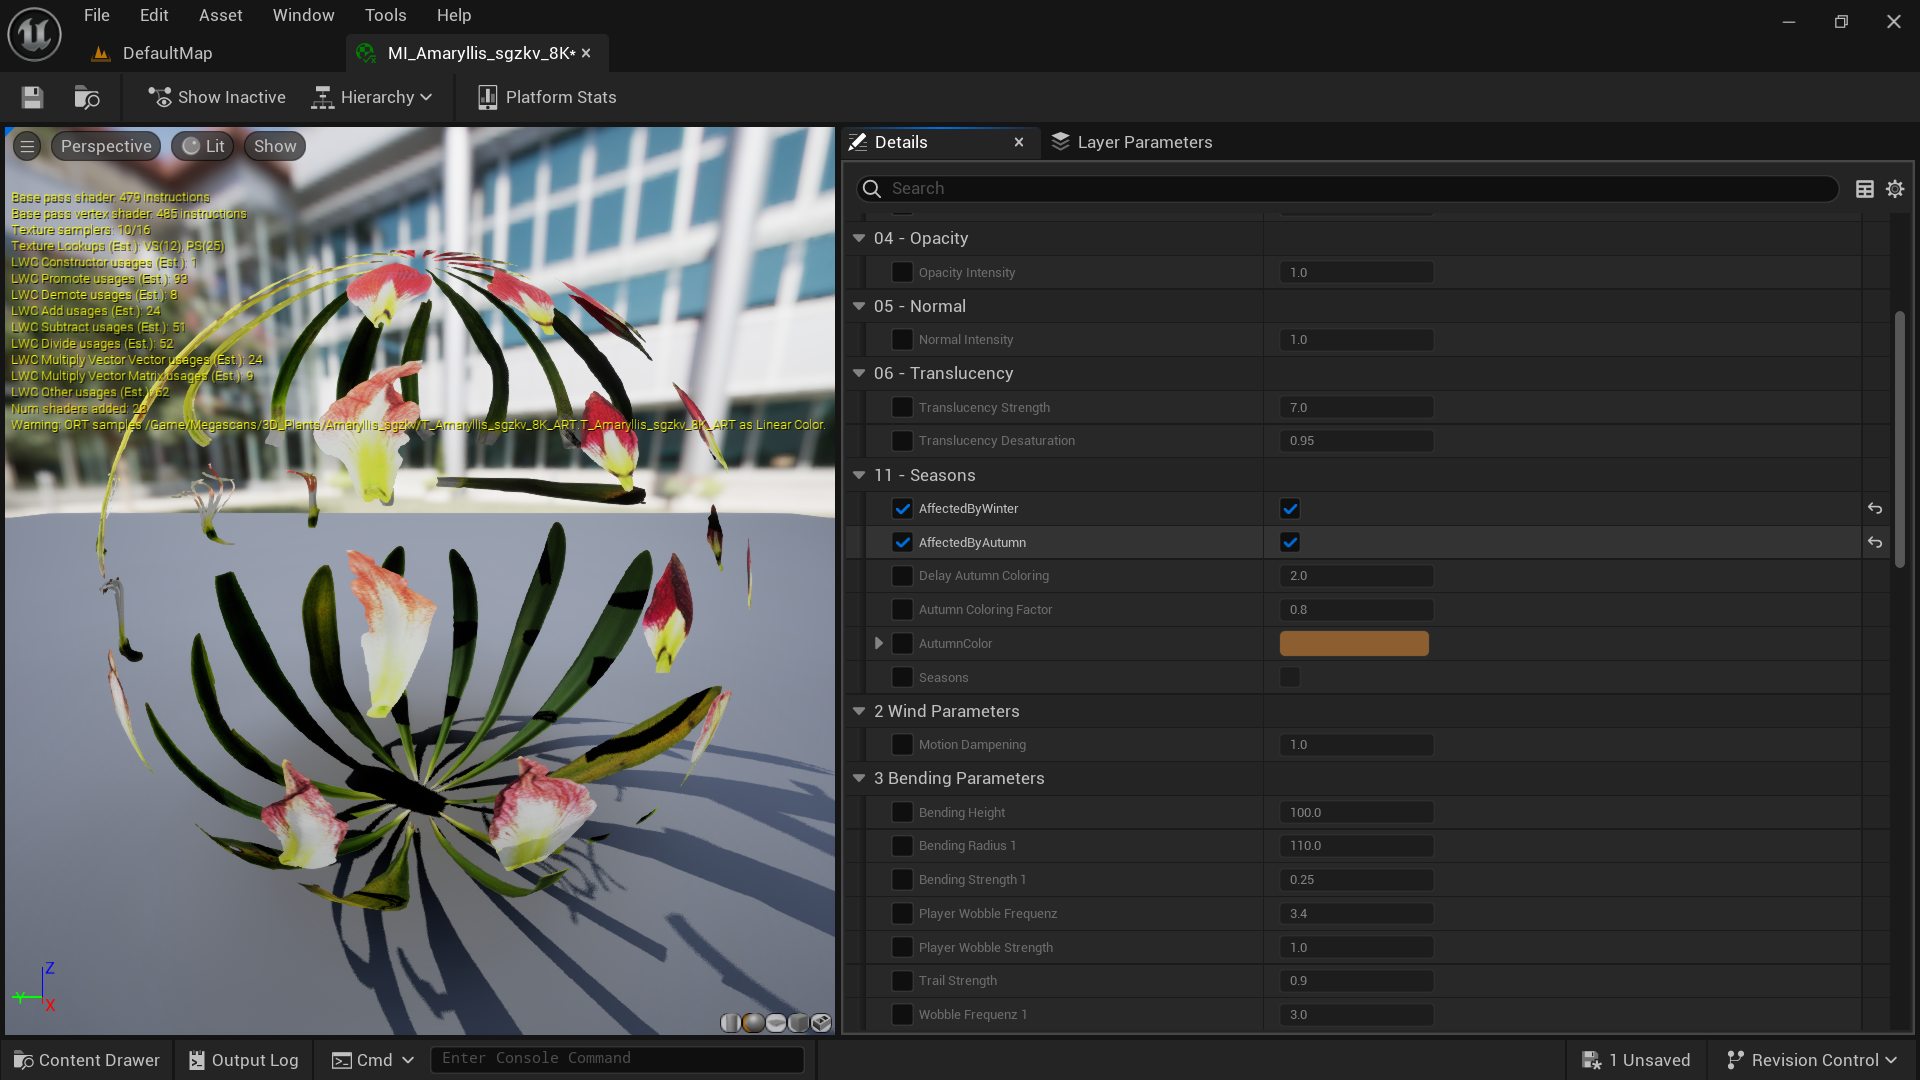 File Edit Asset Window Tools Help
DefaultMap
MI_Amaryllis_sgzkv_8K*
Show Inactive
Hierarchy
Platform Stats
Perspective
Lit
Show
Base pass shader: 479 instructions
Base pass vertex shader: 485 instructions
Texture samplers: 10/16
Texture Lookups (Est.): VS(12), PS(25)
LWC Constructor usages (Est.): 1
LWC Promote usages (Est.): 93
LWC Demote usages (Est.): 8
LWC Add usages (Est.): 24
LWC Subtract usages (Est.): 51
LWC Divide usages (Est.): 52
LWC Multiply Vector Vector usages (Est.): 24
LWC Multiply Vector Matrix usages (Est.): 9
LWC Other usages (Est.): 52
Num shaders added: 28
Warning: ORT samples /Game/Megascans/3D_Plants/Amaryllis_sgzkv/T_Amaryllis_sgzkv_8K_ART.T_Amaryllis_sgzkv_8K_ART as Linear Color.
Z
Y
X
Details
Layer Parameters
Search
04 - Opacity
Opacity Intensity 1.0
05 - Normal
Normal Intensity 1.0
06 - Translucency
Translucency Strength 7.0
Translucency Desaturation 0.95
11 - Seasons
AffectedByWinter
AffectedByAutumn
Delay Autumn Coloring 2.0
Autumn Coloring Factor 0.8
AutumnColor
Seasons
2 Wind Parameters
Motion Dampening 1.0
3 Bending Parameters
Bending Height 100.0
Bending Radius 1 110.0
Bending Strength 1 0.25
Player Wobble Frequenz 3.4
Player Wobble Strength 1.0
Trail Strength 0.9
Wobble Frequenz 1 3.0
Content Drawer
Output Log
Cmd
Enter Console Command
1 Unsaved
Revision Control